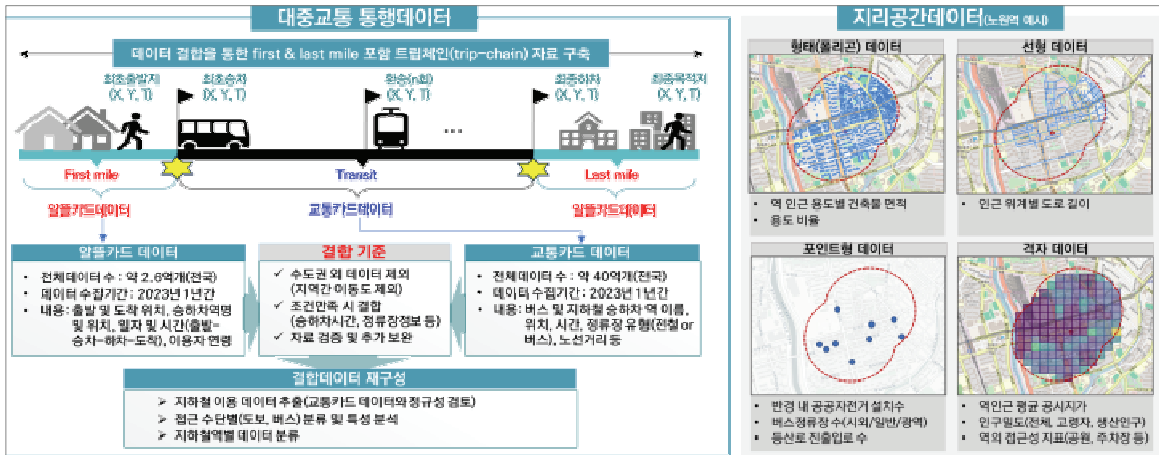 대중교통 통행데이터
데이터 결합을 통한 first & last mile 포함 트립체인(trip-chain) 자료 구축
최초출발지
(X, Y, T)
최초승차
(X, Y, T)
환승(n회)
(X, Y, T)
최종하차
(X, Y, T)
최종목적지
(X, Y, T)
...
First mile
Transit
Last mile
알뜰카드데이터
교통카드데이터
알뜰카드데이터
알뜰카드 데이터
• 전체데이터 수 : 약 2.6억개(전국)
• 데이터 수집기간 : 2023년 1년간
• 내용: 출발 및 도착 위치, 승하차역명
및 위치, 일자 및 시간(출발-
승차-하차-도착), 이용자 연령
결합 기준
✓ 수도권 외 데이터 제외
(지역간 이동도 제외)
✓ 조건만족 시 결합
(승하차시간, 정류장정보 등)
✓ 자료 검증 및 추가 보완
교통카드 데이터
• 전체데이터 수 : 약 40억개(전국)
• 데이터 수집기간 : 2023년 1년간
• 내용: 버스 및 지하철 승하차 역 이름,
위치, 시간, 정류장 유형(전철 or
버스), 노선거리 등
결합데이터 재구성
➢ 지하철 이용 데이터 추출(교통카드 데이터와 정규성 검토)
➢ 접근 수단별(도보, 버스) 분류 및 특성 분석
➢ 지하철역별 데이터 분류
지리공간데이터(노원역 예시)
형태(폴리곤) 데이터
• 역 인근 용도별 건축물 면적
• 용도 비율
선형 데이터
• 인근 위계별 도로 길이
포인트형 데이터
• 반경 내 공공자전거 설치수
• 버스정류장 수(시외/일반/광역)
• 등산로 진출입로 수
격자 데이터
• 역인근 평균 공시지가
• 인구밀도(전체, 고령자, 생산인구)
• 역외 접근성 지표(공원, 주차장 등)